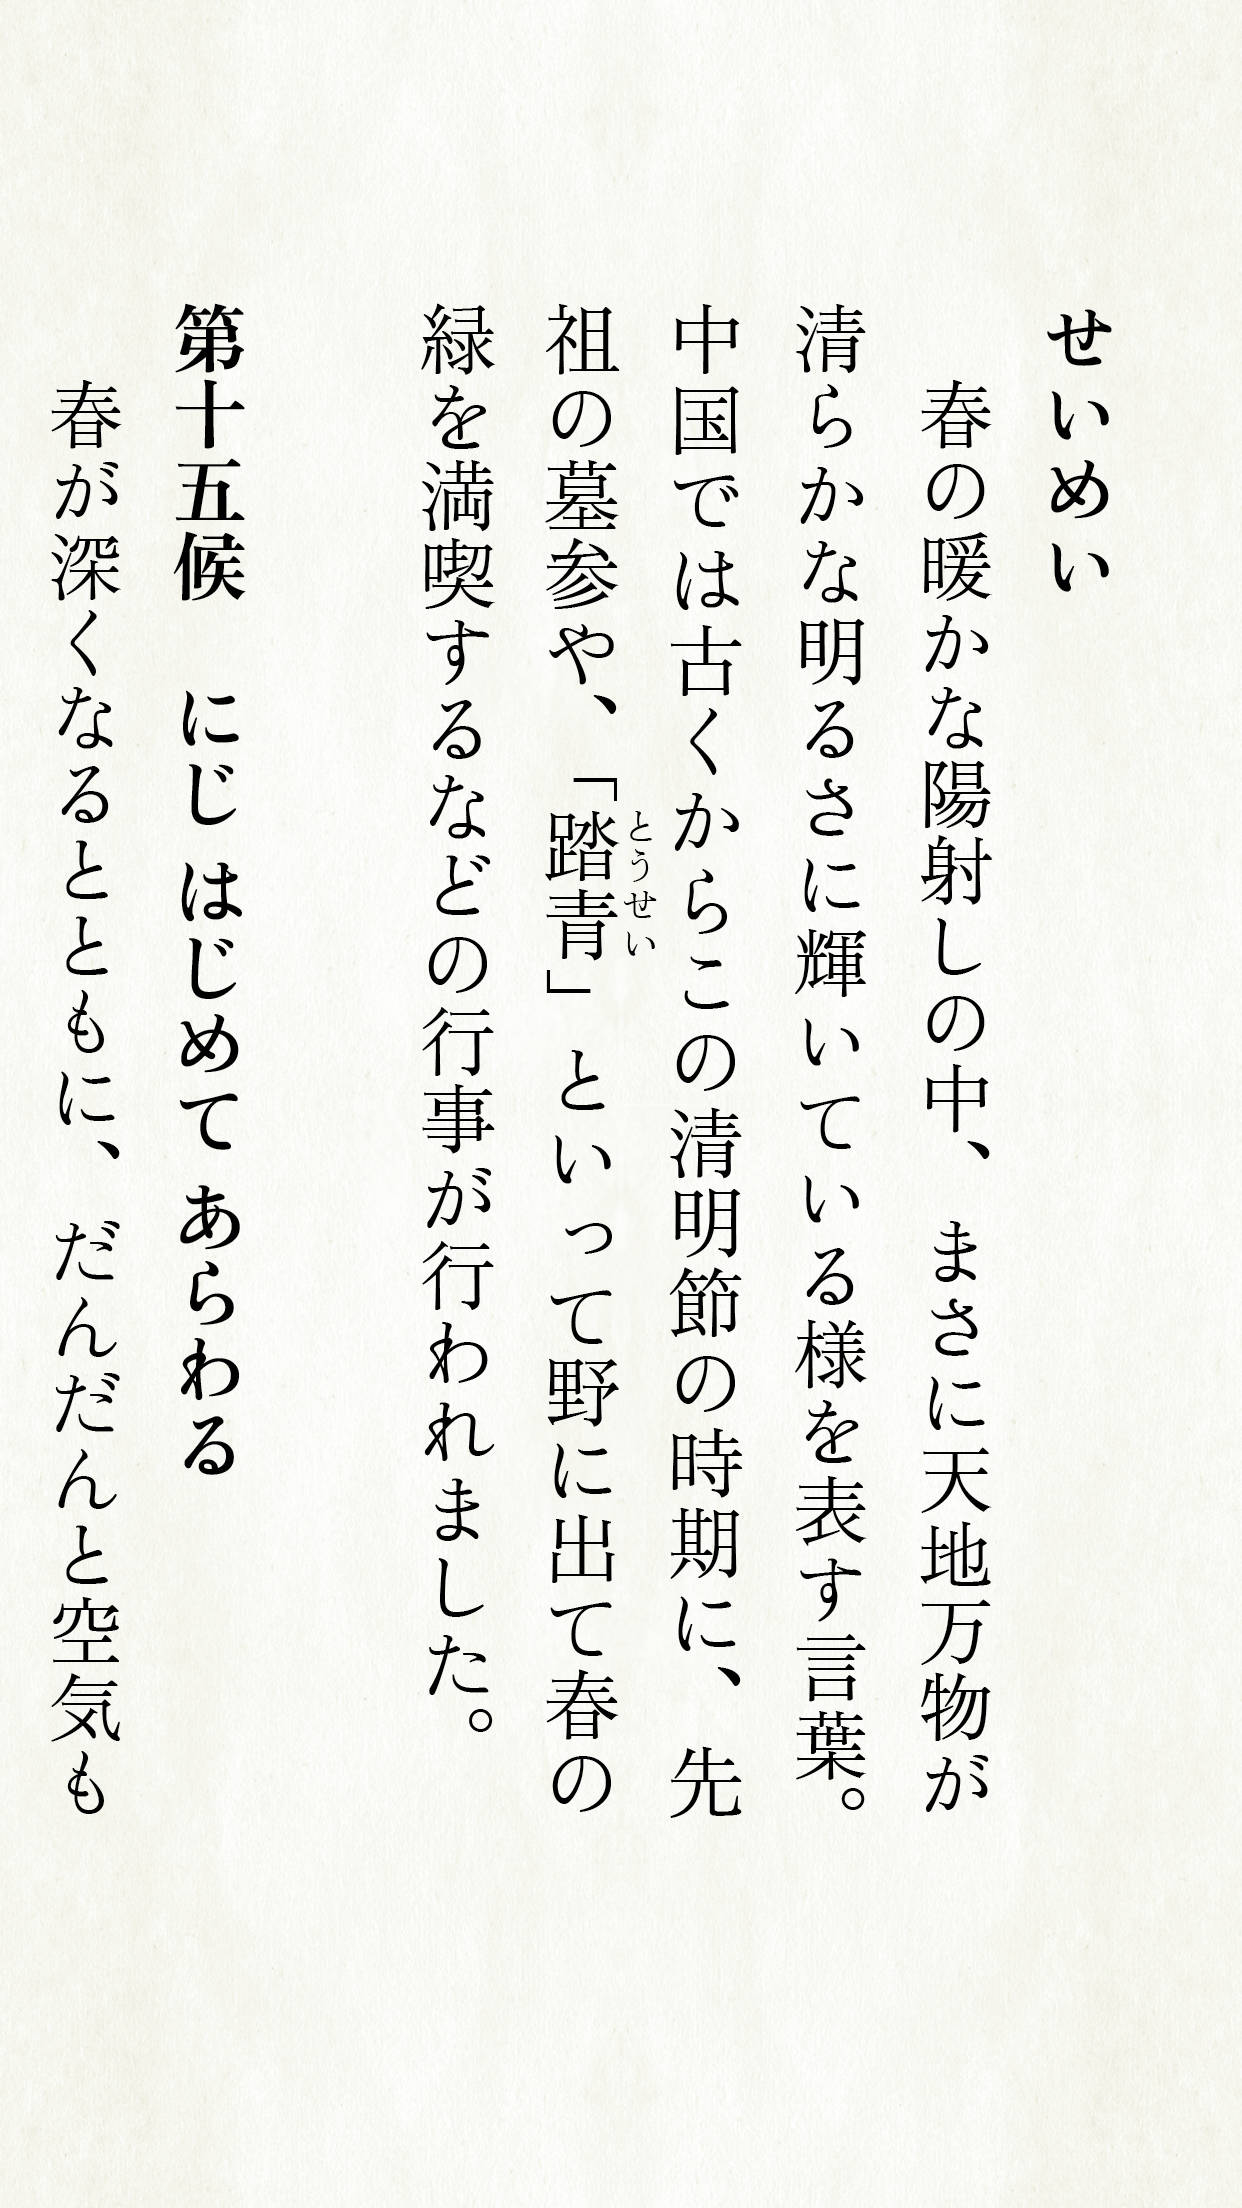 せいめい
　春の暖かな陽射しの中、まさに天地万物が
清らかな明るさに輝いている様を表す言葉。
中国では古くからこの清明節の時期に、先
祖の墓参や、「踏青」といって野に出て春の
とうせい
緑を満喫するなどの行事が行われました。
第十五候　にじ はじめて あらわる
　春が深くなるとともに、だんだんと空気も